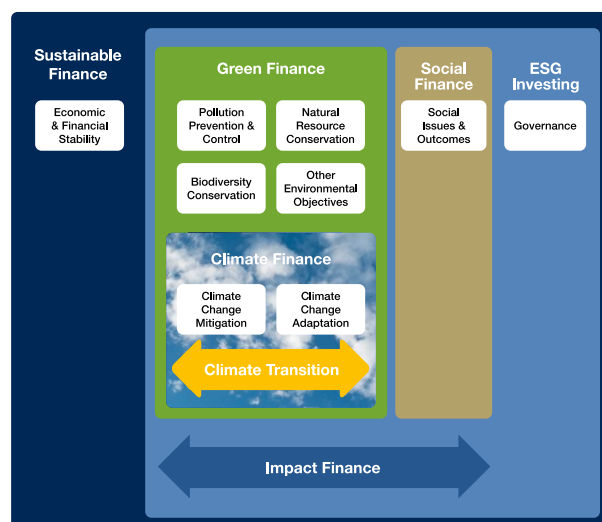 Sustainable
Finance
Economic
& Financial
Stability
Green Finance
Pollution
Prevention &
Control
Natural
Resource
Conservation
Biodiversity
Conservation
Other
Environmental
Objectives
Climate Finance
Climate
Change
Mitigation
Climate
Change
Adaptation
Climate Transition
Social
Finance
Social
Issues &
Outcomes
ESG
Investing
Governance
Impact Finance